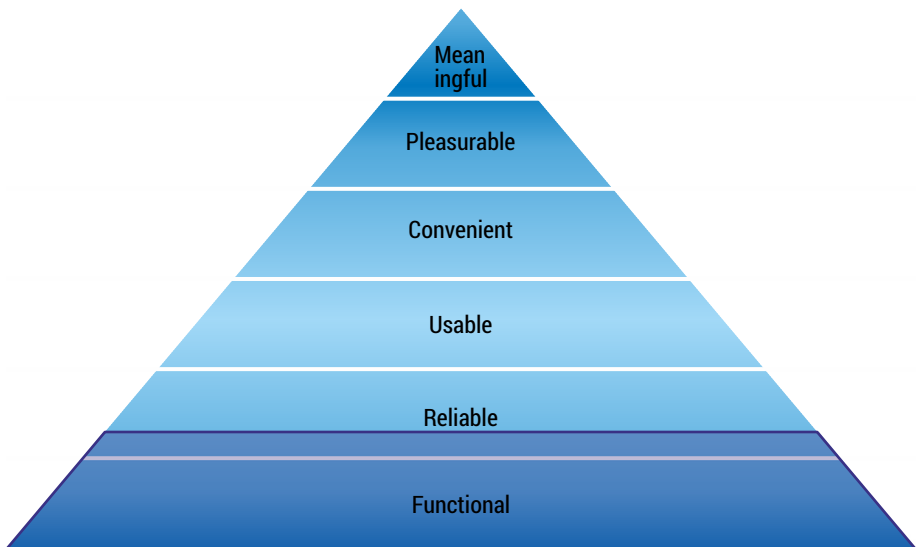 Mean
ingful
Pleasurable
Convenient
Usable
Reliable
Functional